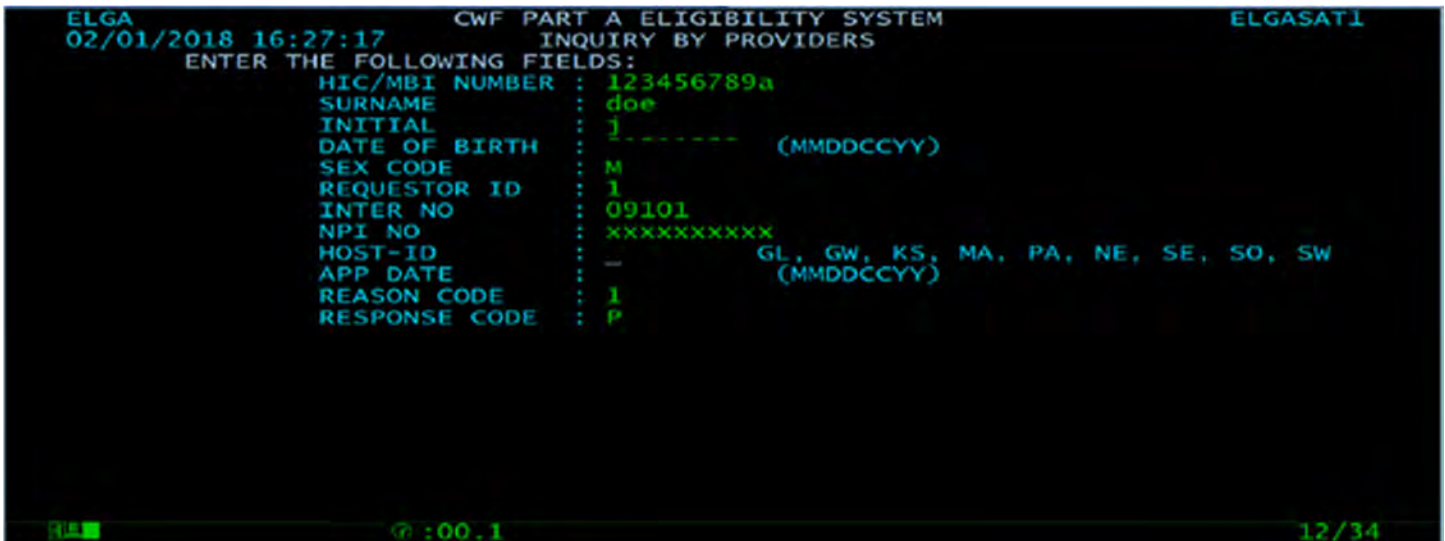 ELGA CWF PART A ELIGIBILITY SYSTEM ELGASAT1
02/01/2018 16:27:17 INQUIRY BY PROVIDERS
ENTER THE FOLLOWING FIELDS:
HIC/MBI NUMBER : 123456789a
SURNAME : doe
INITIAL : j
DATE OF BIRTH : -------- (MMDDCCYY)
SEX CODE : M
REQUESTOR ID : 1
INTER NO : 09101
NPI NO : xxxxxxxxxx
HOST-ID : _ GL, GW, KS, MA, PA, NE, SE, SO, SW
APP DATE : (MMDDCCYY)
REASON CODE : 1
RESPONSE CODE : P
:00.1 12/34